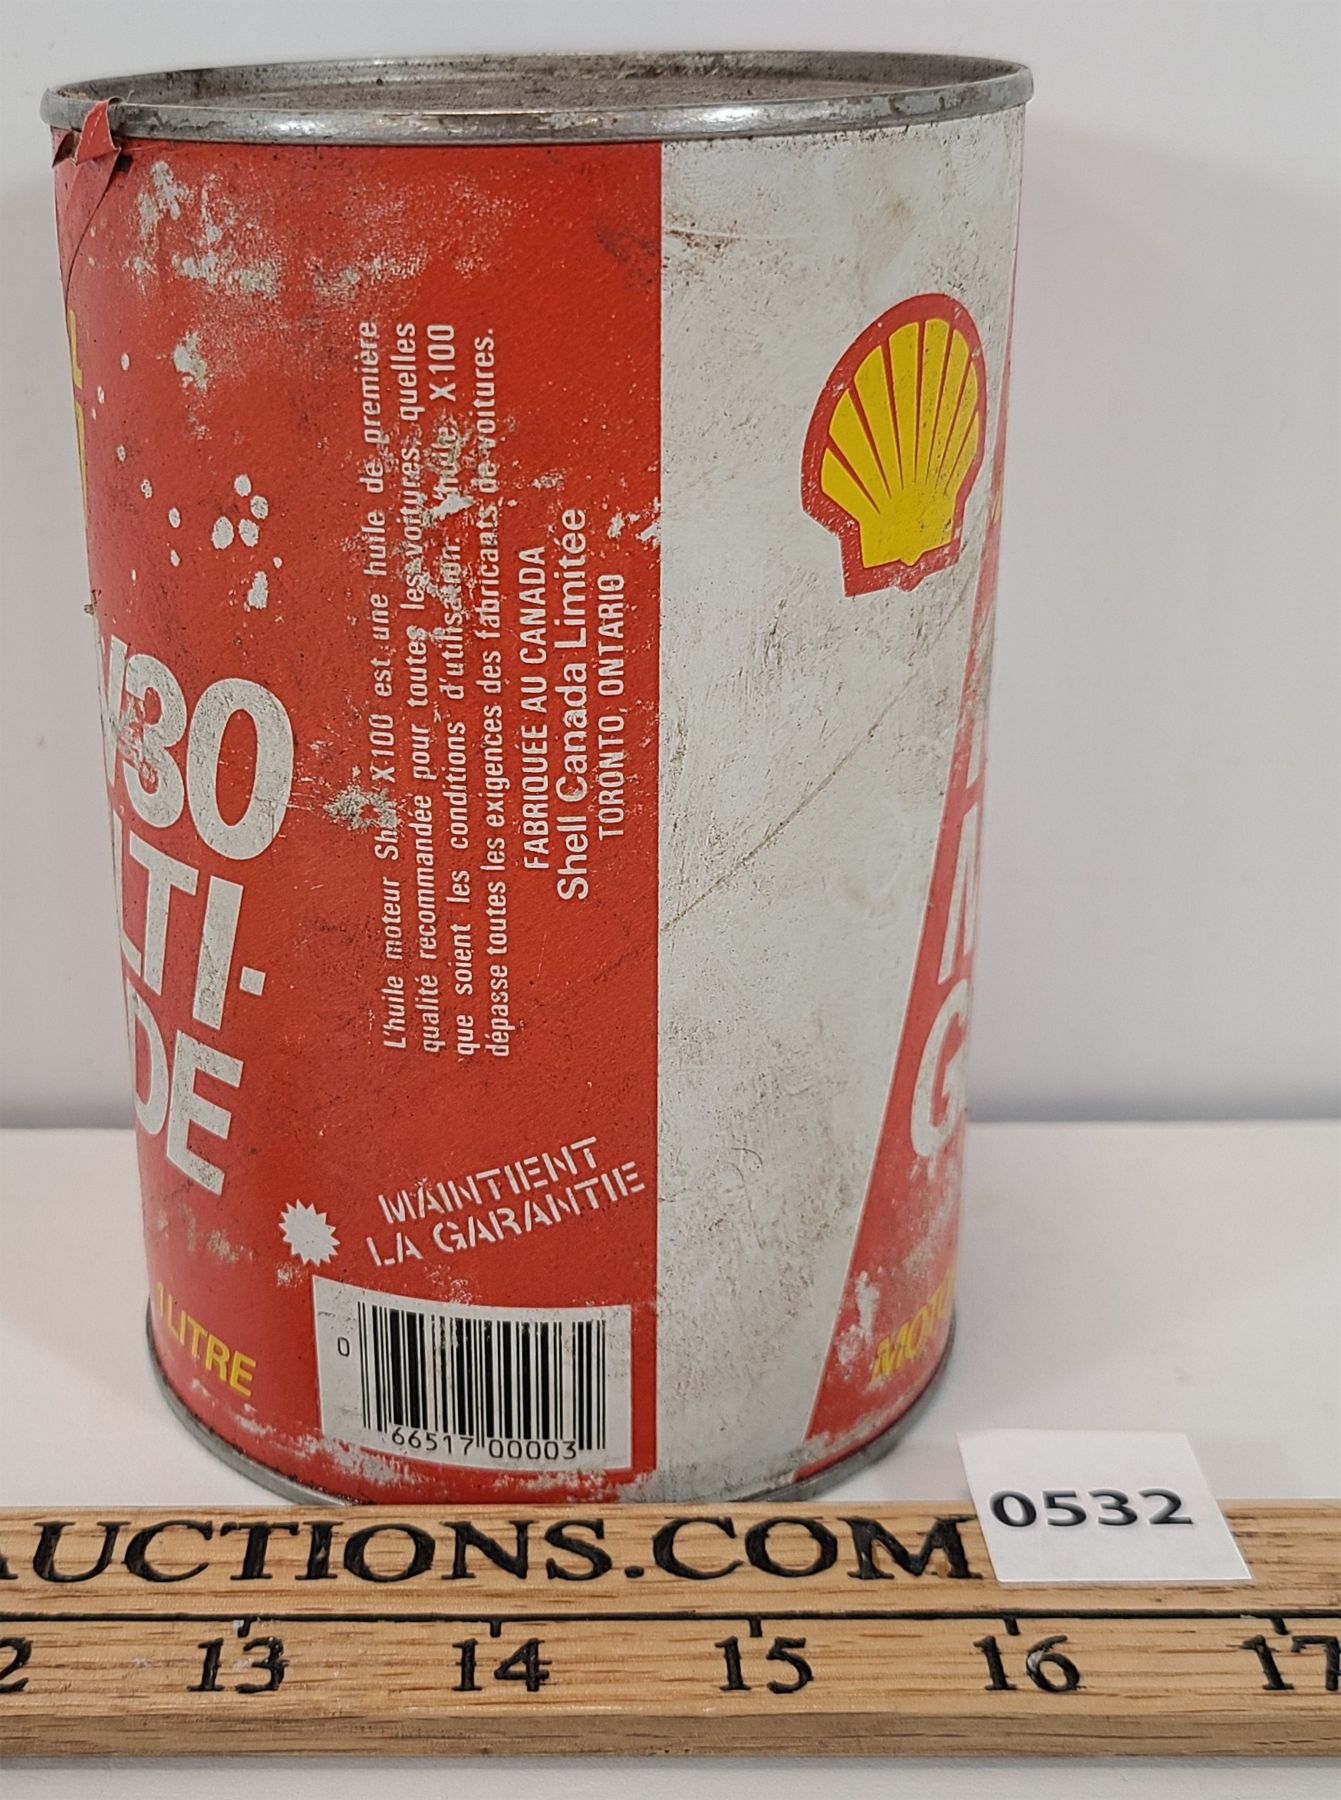 W30
LTI-
DE
1 LITRE
L'huile moteur Shell X100 est une huile de première
qualité recommandée pour toutes les voitures, quelles
que soient les conditions d'utilisation. L'huile X100
dépasse toutes les exigences des fabricants de voitures.
FABRIQUÉE AU CANADA
Shell Canada Limitée
TORONTO, ONTARIO
MAINTIENT
LA GARANTIE
0 66517 00003
G
MOTO
0532
AUCTIONS.COM
2 13 14 15 16 17